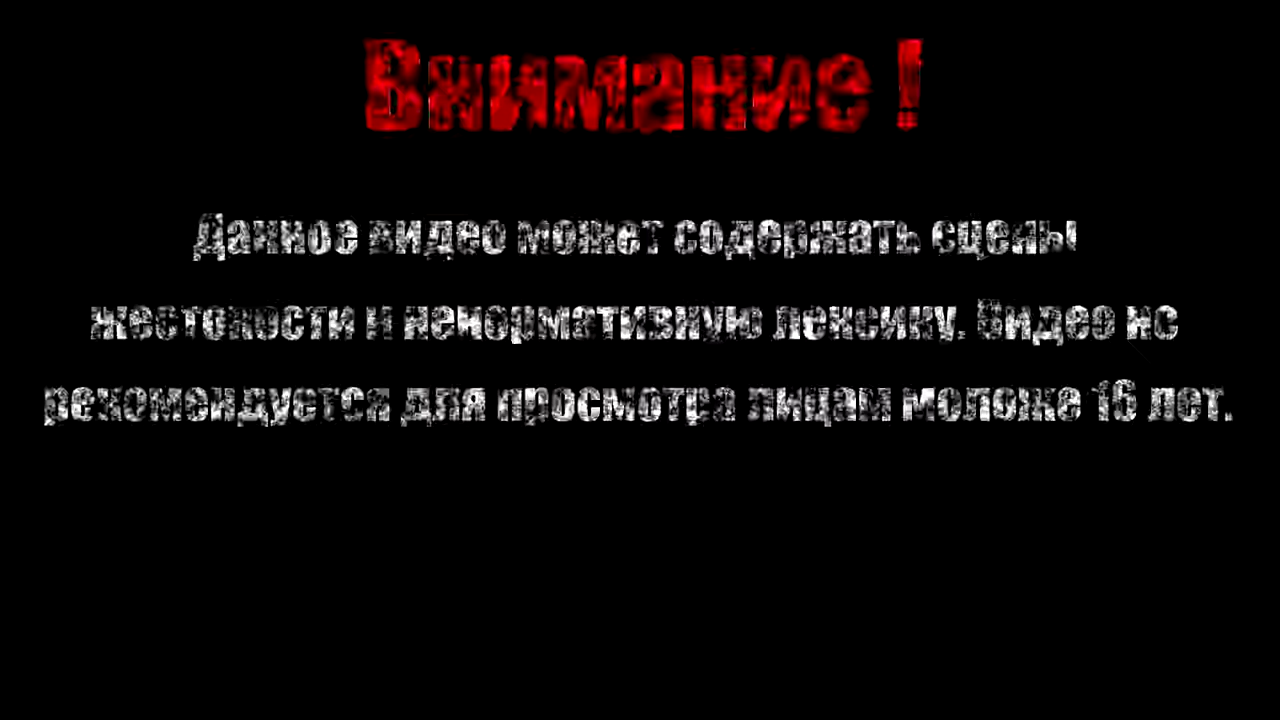 Внимание !
Данное видео может содержать сцены
жестокости и ненормативную лексику. Видео не
рекомендуется для просмотра лицам моложе 16 лет.